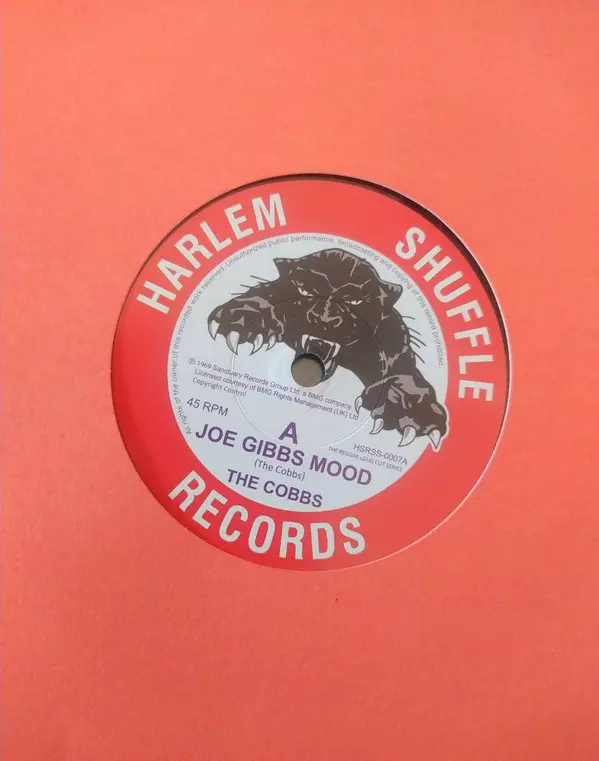 HARLEM SHUFFLE
RECORDS
All rights of the owner of this recorded work reserved. Unauthorized public performance, broadcasting and copying of this record prohibited.
℗ 1969 Sanctuary Records Group Ltd, a BMG company.
Licensed courtesy of BMG Rights Management (UK) Ltd
Copyright Control
45 RPM
A
HSRSS-0007A
THE REGGAE LOUD CUT SERIES
JOE GIBBS MOOD
(The Cobbs)
THE COBBS